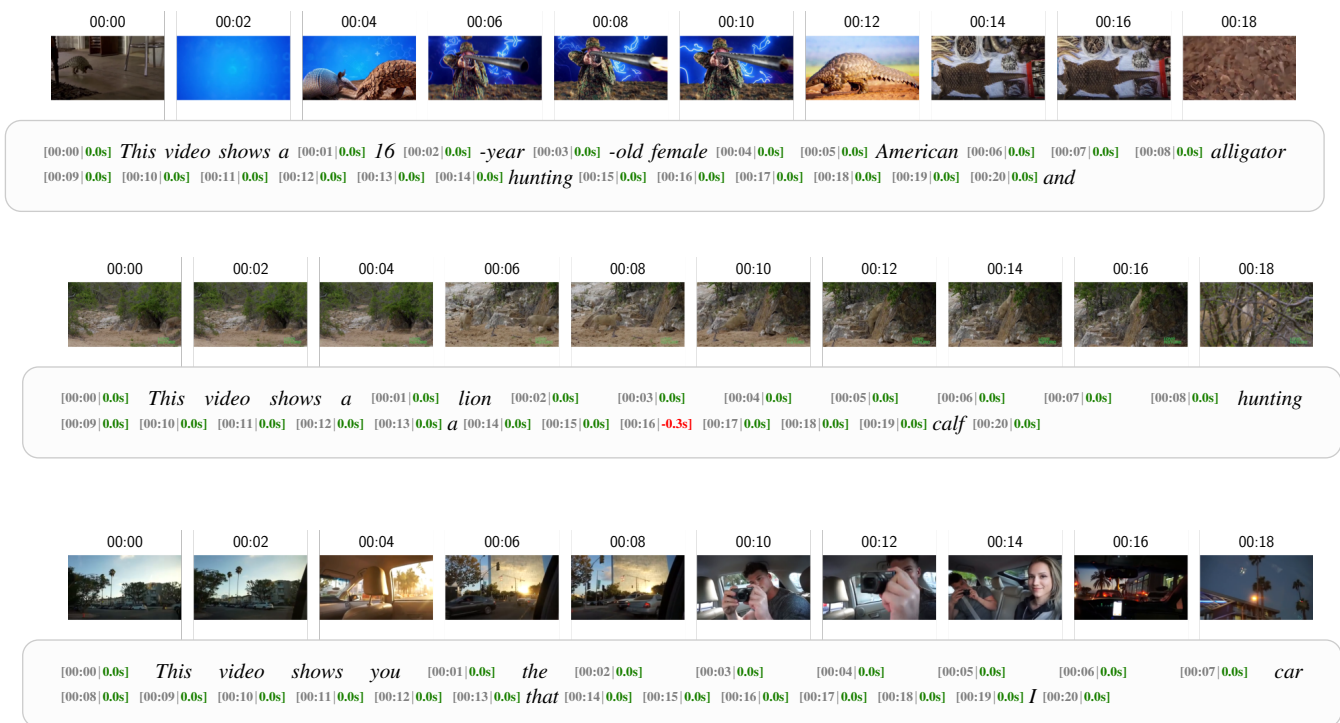 00:00 00:02 00:04 00:06 00:08 00:10 00:12 00:14 00:16 00:18
[00:00|0.0s] This video shows a [00:01|0.0s] 16 [00:02|0.0s] -year [00:03|0.0s] -old female [00:04|0.0s] [00:05|0.0s] American [00:06|0.0s] [00:07|0.0s] [00:08|0.0s] alligator
[00:09|0.0s] [00:10|0.0s] [00:11|0.0s] [00:12|0.0s] [00:13|0.0s] [00:14|0.0s] hunting [00:15|0.0s] [00:16|0.0s] [00:17|0.0s] [00:18|0.0s] [00:19|0.0s] [00:20|0.0s] and
00:00 00:02 00:04 00:06 00:08 00:10 00:12 00:14 00:16 00:18
[00:00|0.0s] This video shows a [00:01|0.0s] lion [00:02|0.0s] [00:03|0.0s] [00:04|0.0s] [00:05|0.0s] [00:06|0.0s] [00:07|0.0s] [00:08|0.0s] hunting
[00:09|0.0s] [00:10|0.0s] [00:11|0.0s] [00:12|0.0s] [00:13|0.0s] a [00:14|0.0s] [00:15|0.0s] [00:16|-0.3s] [00:17|0.0s] [00:18|0.0s] [00:19|0.0s] calf [00:20|0.0s]
00:00 00:02 00:04 00:06 00:08 00:10 00:12 00:14 00:16 00:18
[00:00|0.0s] This video shows you [00:01|0.0s] the [00:02|0.0s] [00:03|0.0s] [00:04|0.0s] [00:05|0.0s] [00:06|0.0s] [00:07|0.0s] car
[00:08|0.0s] [00:09|0.0s] [00:10|0.0s] [00:11|0.0s] [00:12|0.0s] [00:13|0.0s] that [00:14|0.0s] [00:15|0.0s] [00:16|0.0s] [00:17|0.0s] [00:18|0.0s] [00:19|0.0s] I [00:20|0.0s]